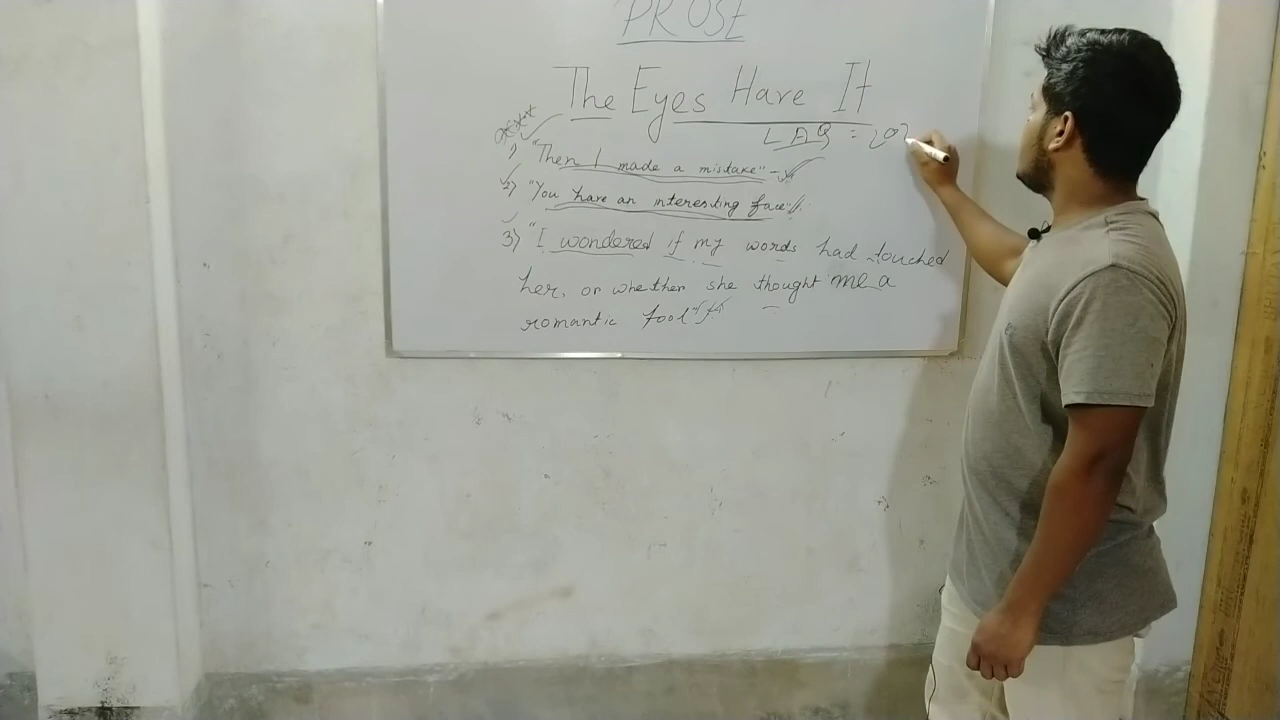 PROSE
The Eyes Have It
LAQ = 202
1) "Then I made a mistake" -
2) "You have an interesting face"
3) "I wondered if my words had touched
her, or whether she thought me a
romantic fool"